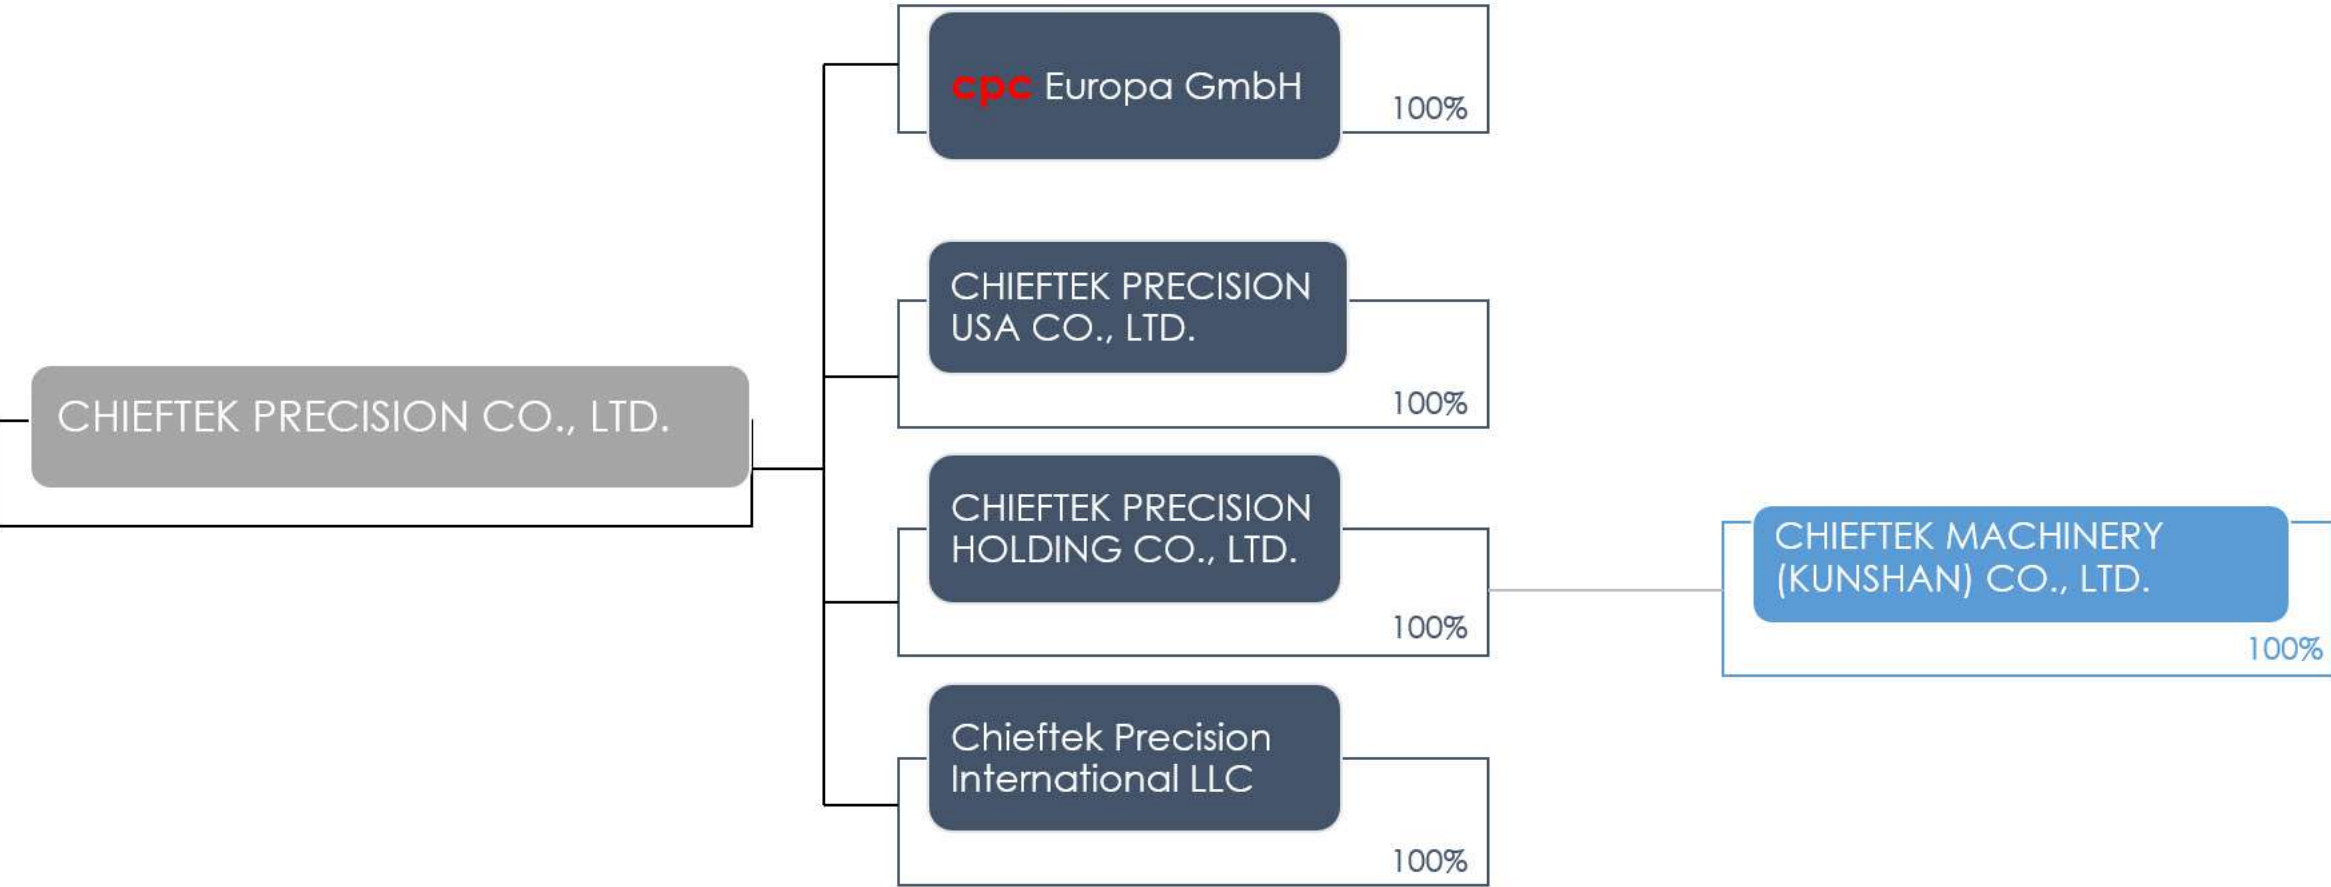 CHIEFTEK PRECISION CO., LTD.
cpc Europa GmbH
100%
CHIEFTEK PRECISION
USA CO., LTD.
100%
CHIEFTEK PRECISION
HOLDING CO., LTD.
100%
Chieftek Precision
International LLC
100%
CHIEFTEK MACHINERY
(KUNSHAN) CO., LTD.
100%